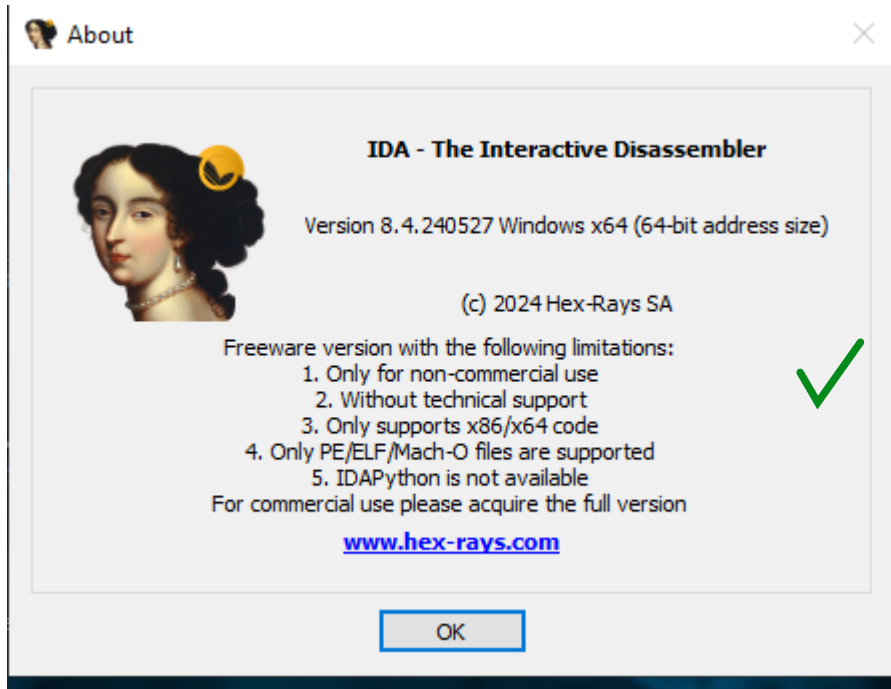 About
IDA - The Interactive Disassembler
Version 8.4.240527 Windows x64 (64-bit address size)
(c) 2024 Hex-Rays SA
Freeware version with the following limitations:
1. Only for non-commercial use
2. Without technical support
3. Only supports x86/x64 code
4. Only PE/ELF/Mach-O files are supported
5. IDAPython is not available
For commercial use please acquire the full version
www.hex-rays.com
OK